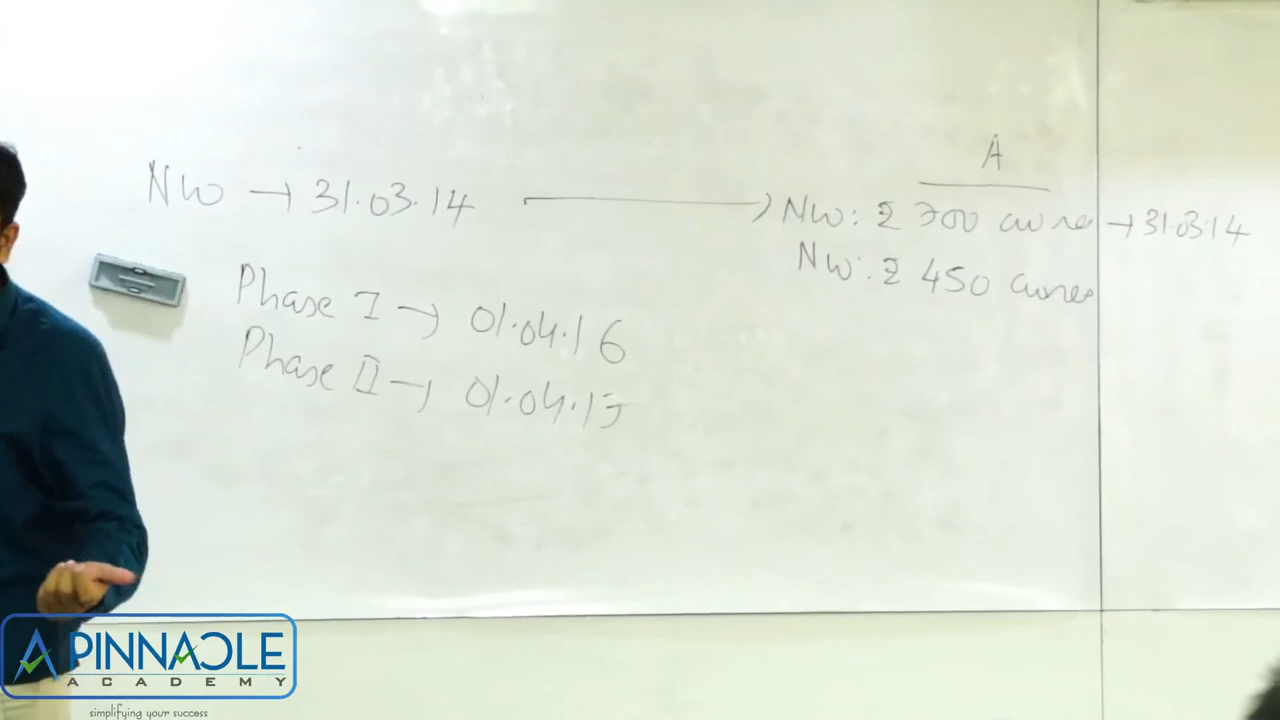 A
NW → 31.03.14 → NW: ₹ 700 crores → 31.03.14
NW: ₹ 450 crores
Phase I → 01.04.16
Phase II → 01.04.17
PINNACLE
ACADEMY
simplifying your success